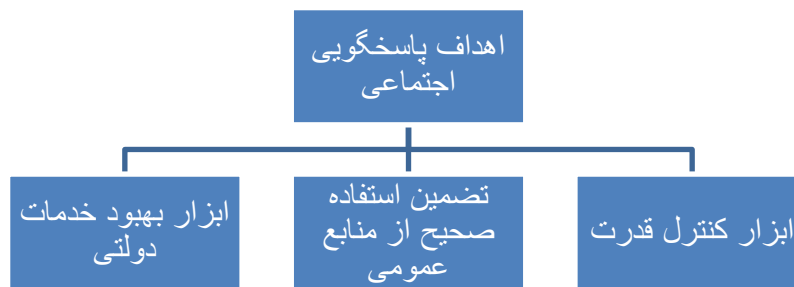 اهداف پاسخگویی
اجتماعی
ابزار کنترل قدرت
تضمین استفاده
صحیح از منابع
عمومی
ابزار بهبود خدمات
دولتی